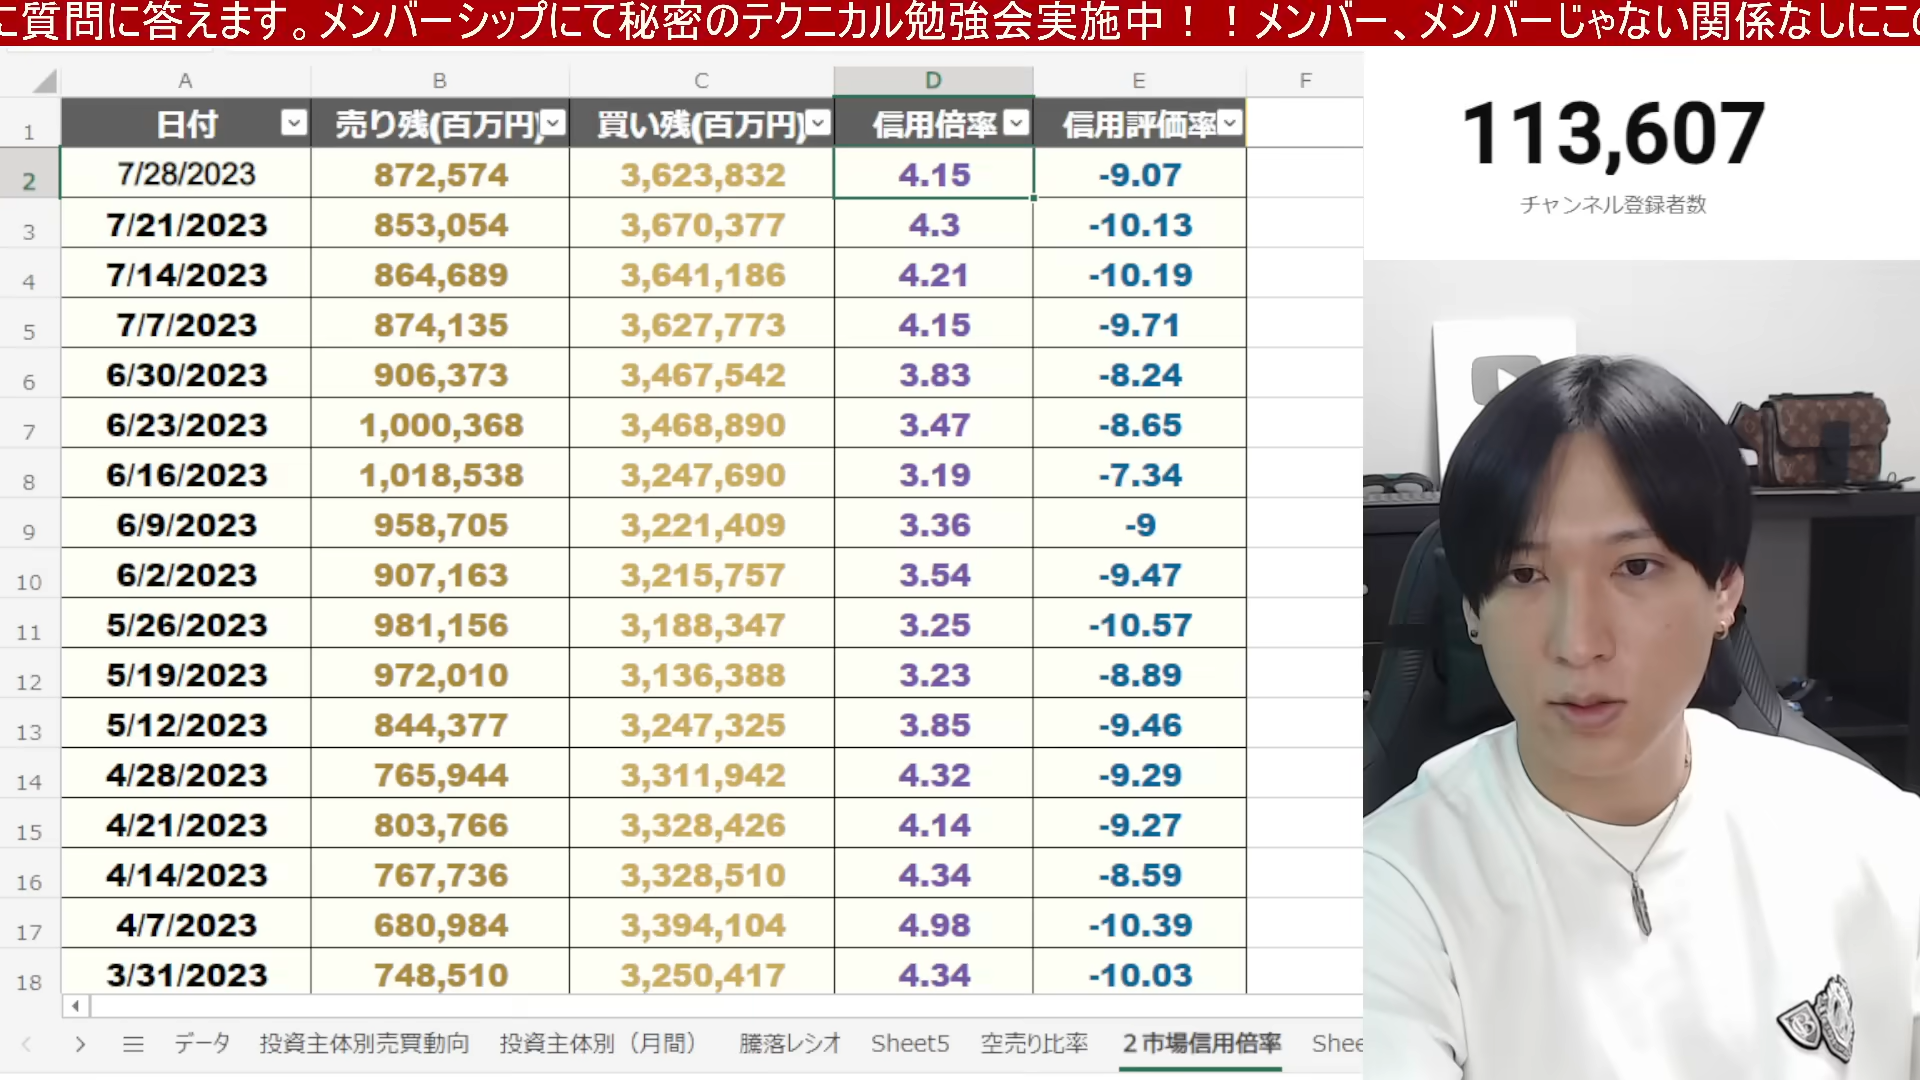 に質問に答えます。メンバーシップにて秘密のテクニカル勉強会実施中！！メンバー、メンバーじゃない関係なしにこの
A B C D E F
1 日付 売り残(百万円) 買い残(百万円) 信用倍率 信用評価率
2 7/28/2023 872,574 3,623,832 4.15 -9.07
3 7/21/2023 853,054 3,670,377 4.3 -10.13
4 7/14/2023 864,689 3,641,186 4.21 -10.19
5 7/7/2023 874,135 3,627,773 4.15 -9.71
6 6/30/2023 906,373 3,467,542 3.83 -8.24
7 6/23/2023 1,000,368 3,468,890 3.47 -8.65
8 6/16/2023 1,018,538 3,247,690 3.19 -7.34
9 6/9/2023 958,705 3,221,409 3.36 -9
10 6/2/2023 907,163 3,215,757 3.54 -9.47
11 5/26/2023 981,156 3,188,347 3.25 -10.57
12 5/19/2023 972,010 3,136,388 3.23 -8.89
13 5/12/2023 844,377 3,247,325 3.85 -9.46
14 4/28/2023 765,944 3,311,942 4.32 -9.29
15 4/21/2023 803,766 3,328,426 4.14 -9.27
16 4/14/2023 767,736 3,328,510 4.34 -8.59
17 4/7/2023 680,984 3,394,104 4.98 -10.39
18 3/31/2023 748,510 3,250,417 4.34 -10.03
データ 投資主体別売買動向 投資主体別（月間） 騰落レシオ Sheet5 空売り比率 2市場信用倍率 Shee
113,607
チャンネル登録者数